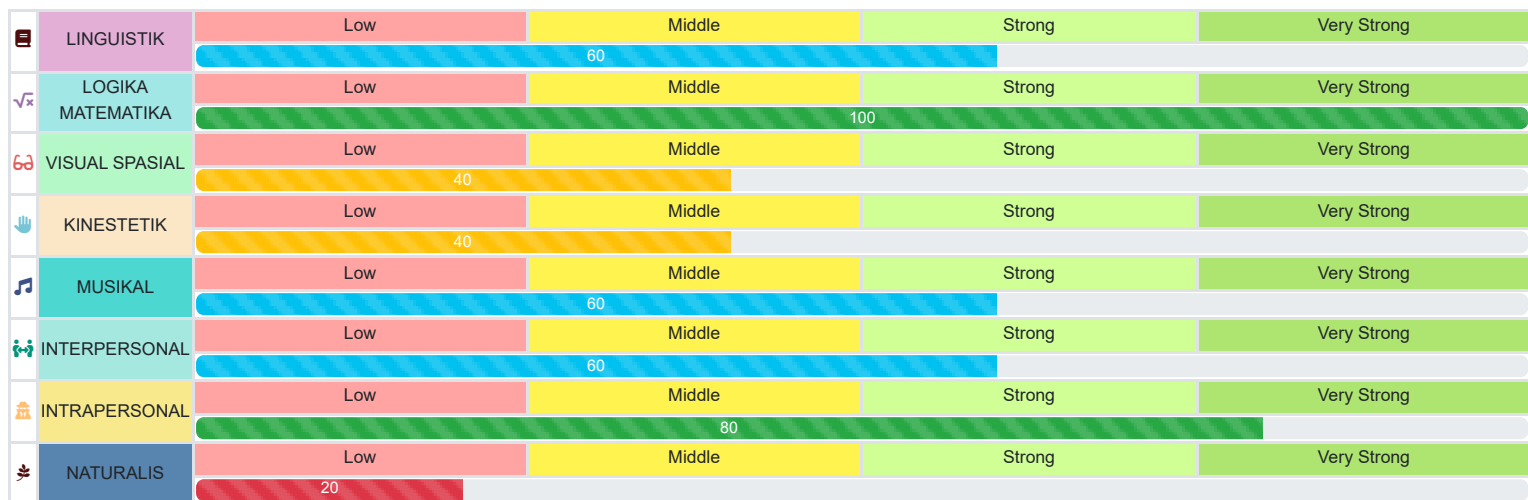 Low Middle Strong Very Strong
LINGUISTIK
60
Low Middle Strong Very Strong
LOGIKA
MATEMATIKA
100
Low Middle Strong Very Strong
VISUAL SPASIAL
40
Low Middle Strong Very Strong
KINESTETIK
40
Low Middle Strong Very Strong
MUSIKAL
60
Low Middle Strong Very Strong
INTERPERSONAL
60
Low Middle Strong Very Strong
INTRAPERSONAL
80
Low Middle Strong Very Strong
NATURALIS
20